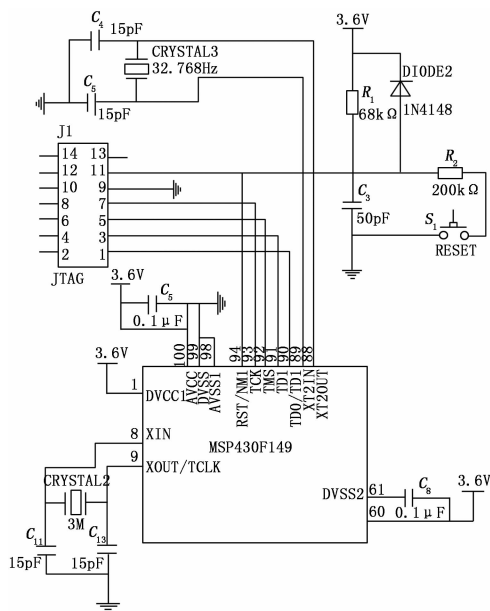 C4 15pF
3.6V
CRYSTAL3
32.768Hz
C5
15pF
DIODE2
1N4148
R1
68kΩ
J1
14 13
12 11
10 9
8 7
6 5
4 3
2 1
JTAG
R2
200kΩ
C3
50pF
S1
RESET
3.6V
C5
0.1μF
3.6V
100 99 98 94 93 92 91 90 89 88
AVCC
DVSS
AVSS1
RST/NM1
TCK
TMS
TD1
TDO/TD1
XT2IN
XT2OUT
1 DVCC1
8 XIN
9 XOUT/TCLK
MSP430F149
CRYSTAL2
3M
C11
15pF
C13
15pF
DVSS2 61
60
C8
0.1μF
3.6V